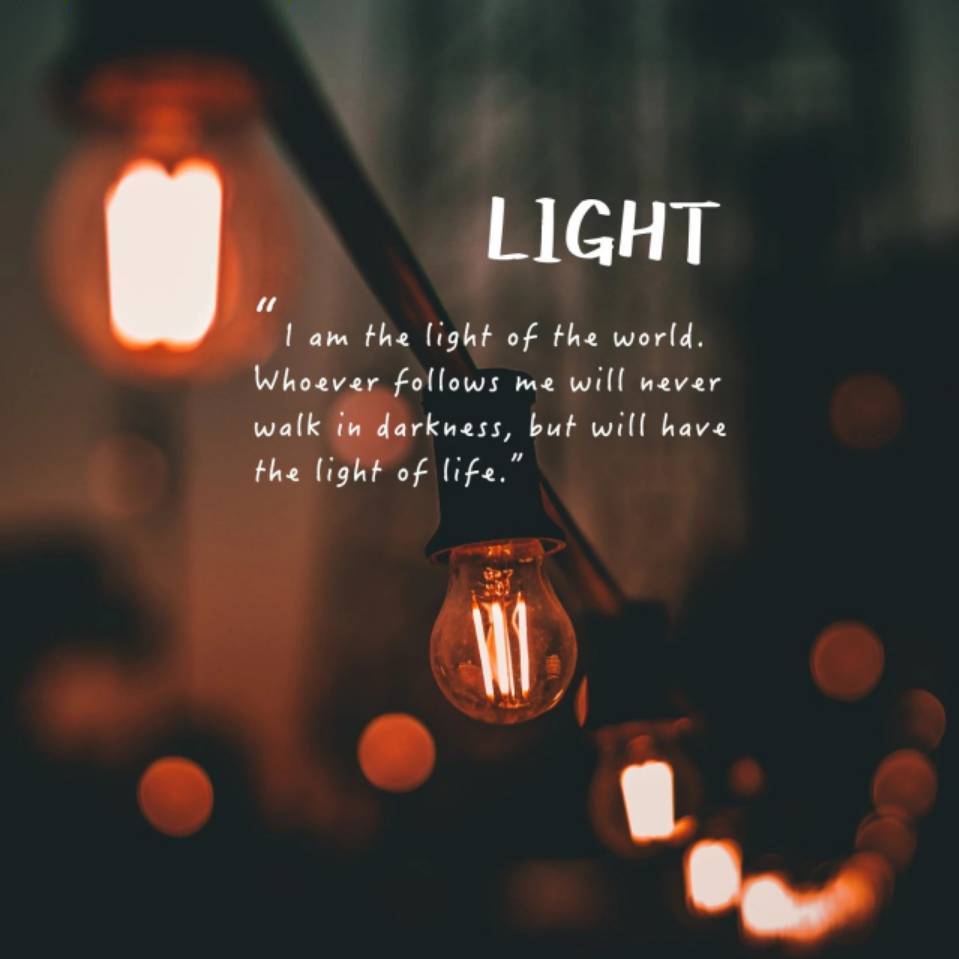 LIGHT
“
I am the light of the world.
Whoever follows me will never
walk in darkness, but will have
the light of life.”